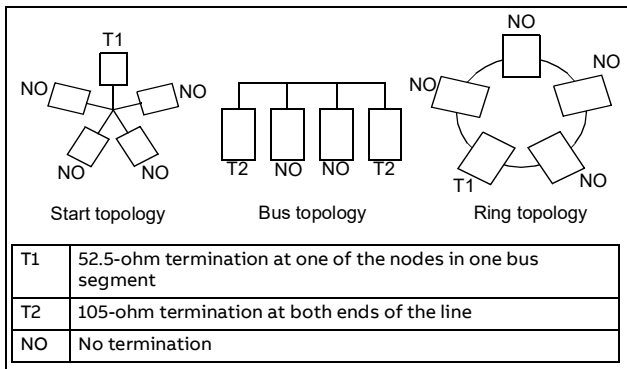 T1
NO
NO
NO
NO
Start topology
T2
NO
NO
T2
Bus topology
NO
NO
NO
T1
NO
Ring topology
T1 52.5-ohm termination at one of the nodes in one bus
segment
T2 105-ohm termination at both ends of the line
NO No termination